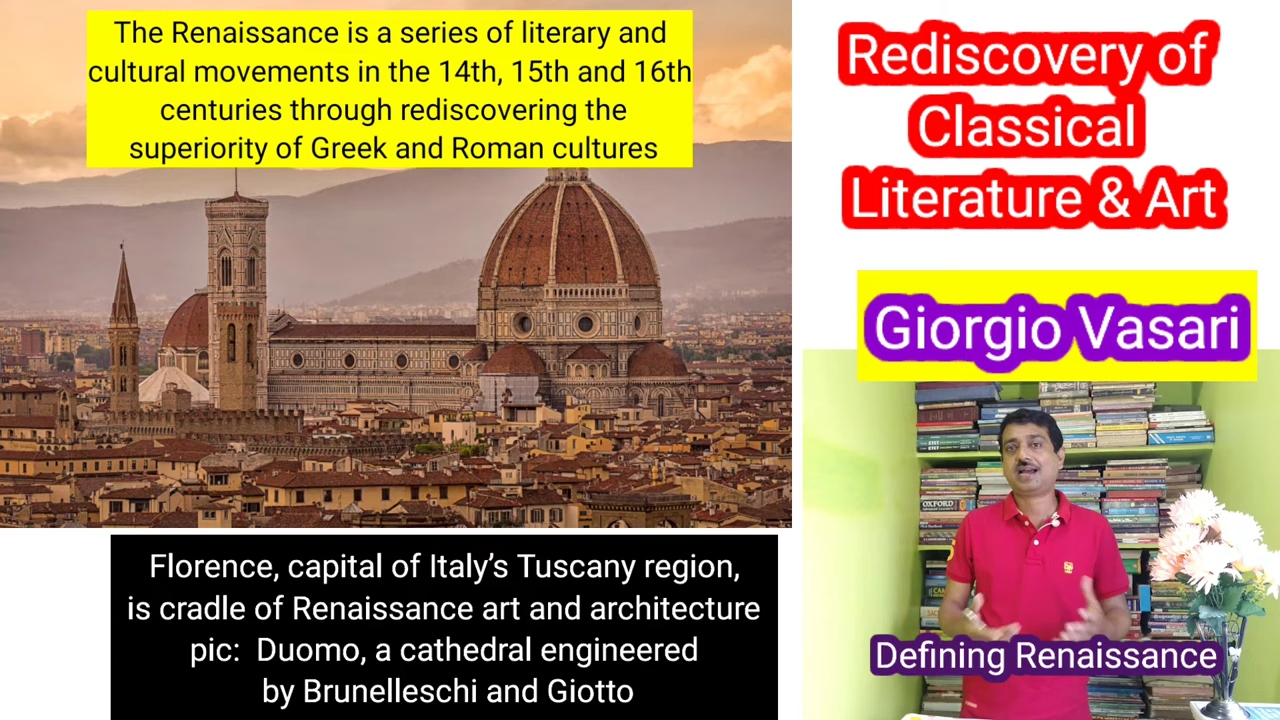 The Renaissance is a series of literary and
cultural movements in the 14th, 15th and 16th
centuries through rediscovering the
superiority of Greek and Roman cultures
Florence, capital of Italy’s Tuscany region,
is cradle of Renaissance art and architecture
pic: Duomo, a cathedral engineered
by Brunelleschi and Giotto
Rediscovery of
Classical
Literature & Art
Giorgio Vasari
OXFORD
Defining Renaissance